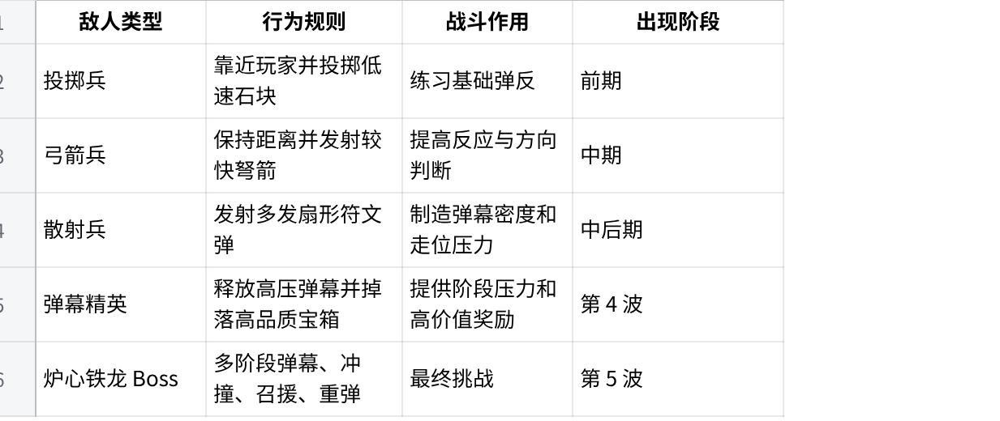 敌人类型 行为规则 战斗作用 出现阶段
投掷兵
靠近玩家并投掷低
速石块
练习基础弹反
前期
弓箭兵
保持距离并发射较
快弩箭
提高反应与方向
判断
中期
散射兵
发射多发扇形符文
弹
制造弹幕密度和
走位压力
中后期
弹幕精英
释放高压弹幕并掉
落高品质宝箱
提供阶段压力和
高价值奖励
第 4 波
炉心铁龙 Boss
多阶段弹幕、冲
撞、召援、重弹
最终挑战
第 5 波